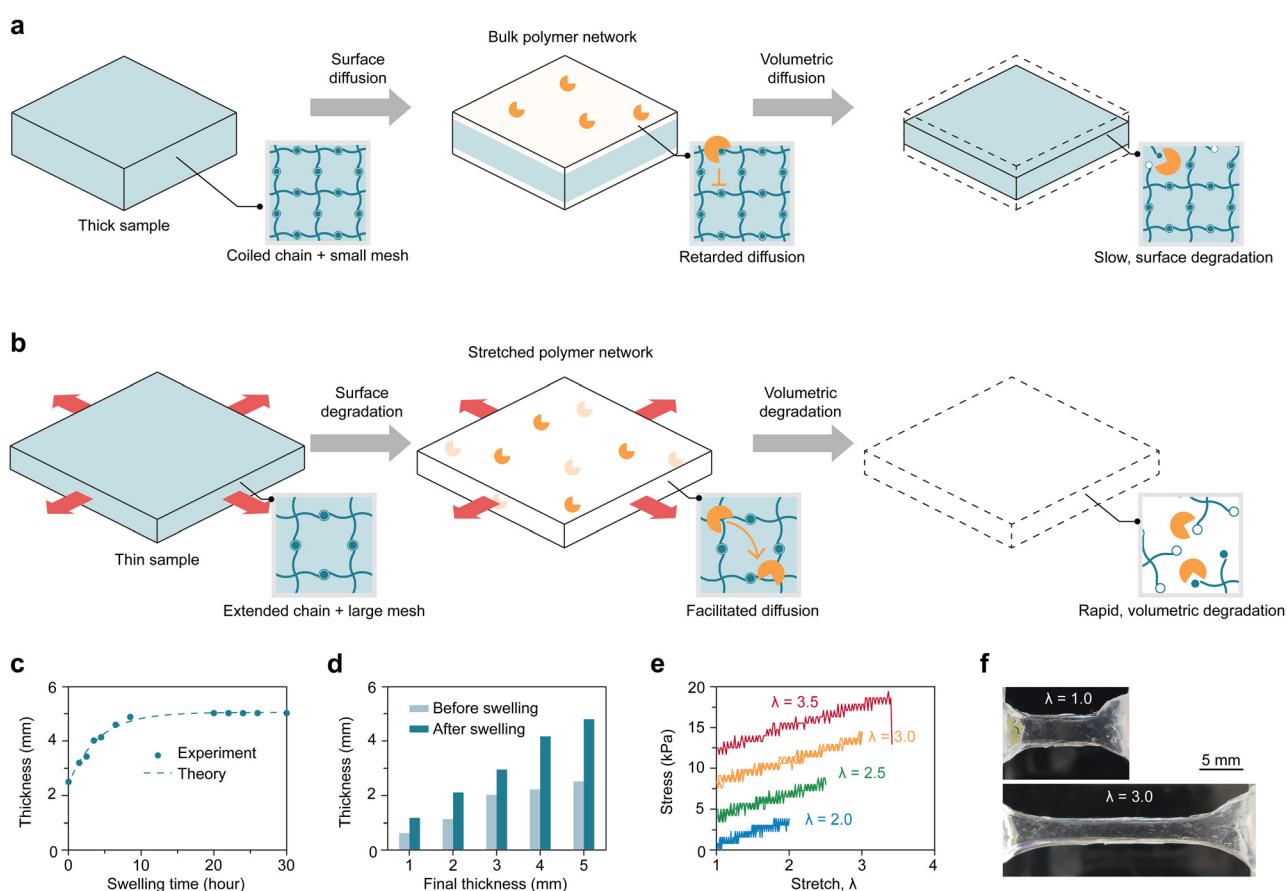 a
Bulk polymer network
Surface
diffusion
Volumetric
diffusion
Thick sample
Coiled chain + small mesh
Retarded diffusion
Slow, surface degradation
b
Stretched polymer network
Surface
degradation
Volumetric
degradation
Thin sample
Extended chain + large mesh
Facilitated diffusion
Rapid, volumetric degradation
c
6
4
2
0
Thickness (mm)
Experiment
Theory
0
10
20
30
Swelling time (hour)
d
6
4
2
0
Thickness (mm)
Before swelling
After swelling
1
2
3
4
5
Final thickness (mm)
e
20
15
10
5
0
Stress (kPa)
λ = 3.5
λ = 3.0
λ = 2.5
λ = 2.0
1
2
3
4
Stretch, λ
f
λ = 1.0
5 mm
λ = 3.0